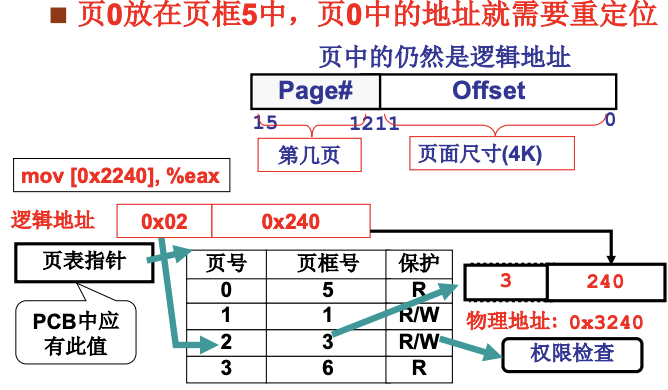 ■ 页0放在页框5中，页0中的地址就需要重定位
页中的仍然是逻辑地址
Page# Offset
15 12 11 0
第几页 页面尺寸(4K)
mov [0x2240], %eax
逻辑地址 0x02 0x240
页表指针
PCB中应
有此值
页号 页框号 保护
0 5 R
1 1 R/W
2 3 R/W
3 6 R
3 240
物理地址: 0x3240
权限检查